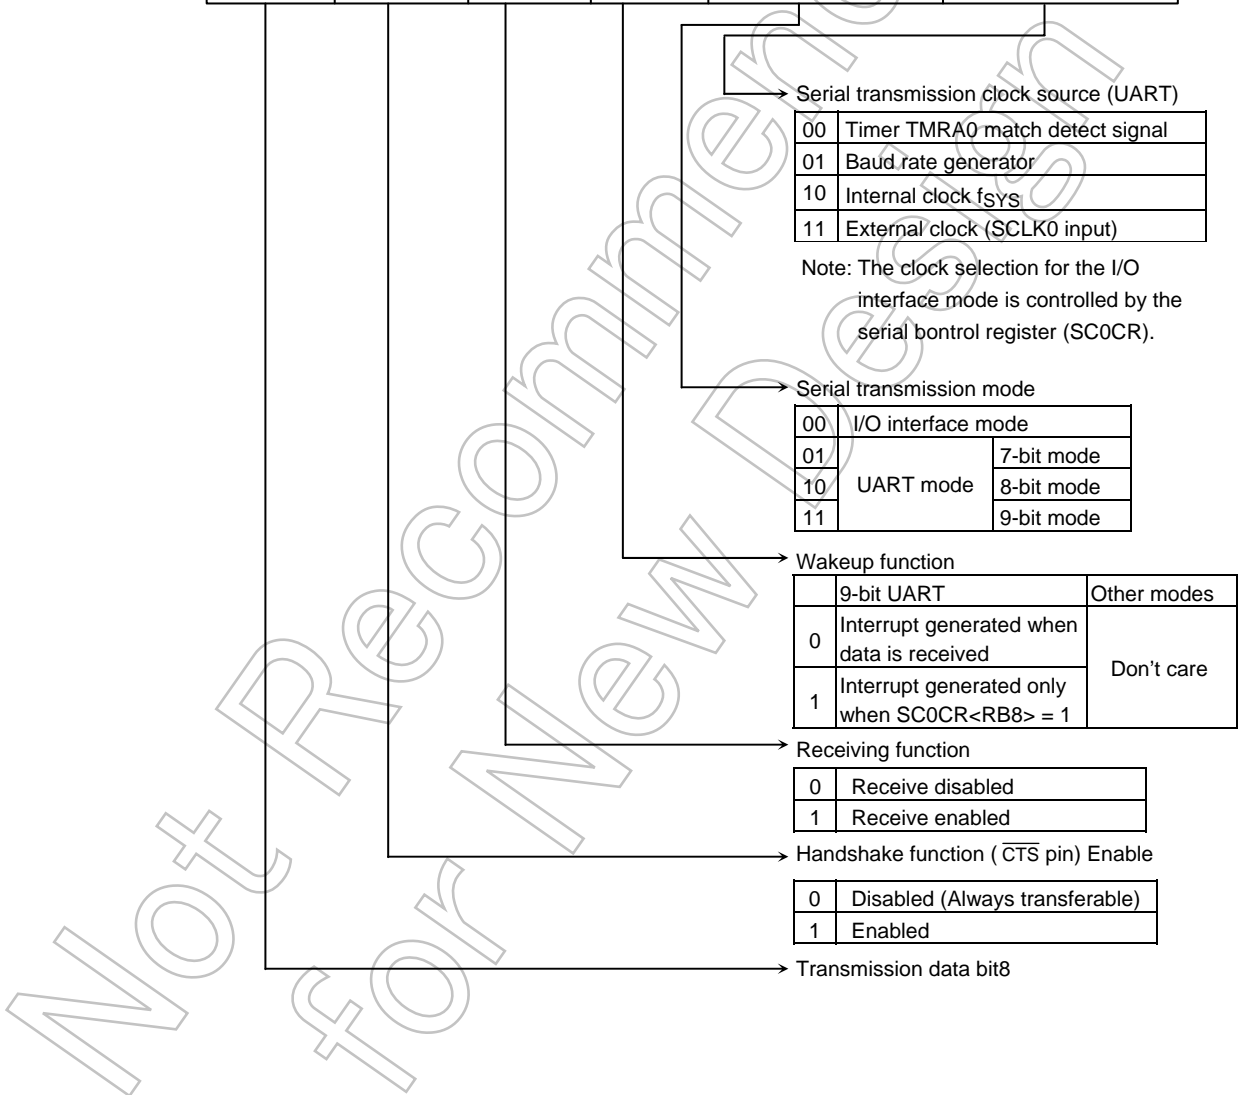 Serial transmission clock source (UART)
00 Timer TMRA0 match detect signal
01 Baud rate generator
10 Internal clock fSYS
11 External clock (SCLK0 input)
Note: The clock selection for the I/O
interface mode is controlled by the
serial bontrol register (SC0CR).
Serial transmission mode
00 I/O interface mode
01 7-bit mode
10 UART mode 8-bit mode
11 9-bit mode
Wakeup function
9-bit UART Other modes
0 Interrupt generated when
data is received
Don't care
1 Interrupt generated only
when SC0CR<RB8> = 1
Receiving function
0 Receive disabled
1 Receive enabled
Handshake function ( CTS pin) Enable
0 Disabled (Always transferable)
1 Enabled
Transmission data bit8
Not Recommen
for New Design